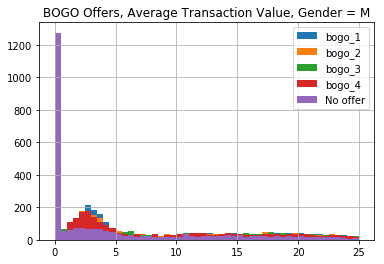 BOGO Offers, Average Transaction Value, Gender = M
bogo_1
bogo_2
bogo_3
bogo_4
No offer
1200
1000
800
600
400
200
0
0 5 10 15 20 25